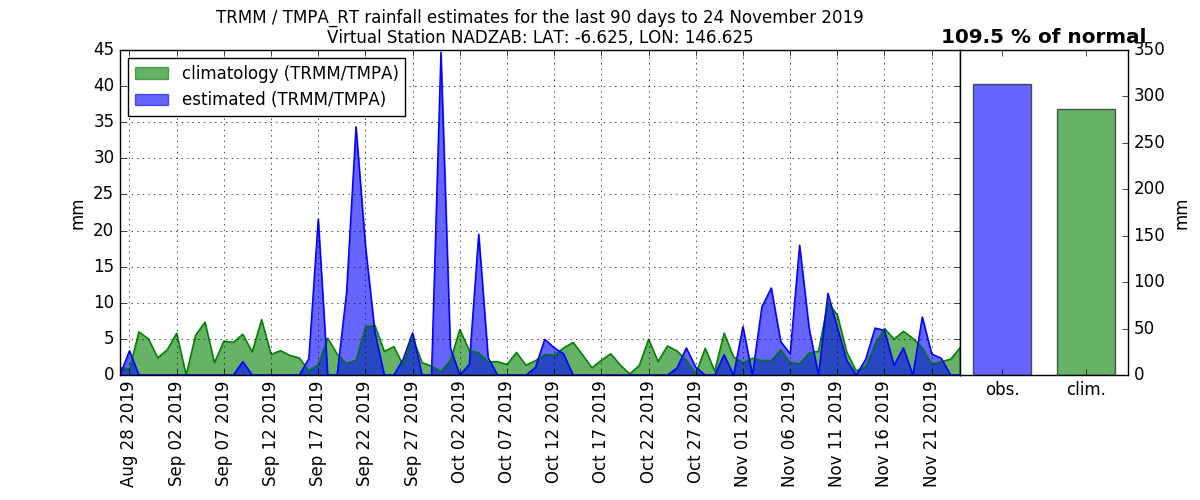 TRMM / TMPA_RT rainfall estimates for the last 90 days to 24 November 2019
Virtual Station NADZAB: LAT: -6.625, LON: 146.625
109.5 % of normal
climatology (TRMM/TMPA)
estimated (TRMM/TMPA)
mm
45
40
35
30
25
20
15
10
5
0
Aug 28 2019
Sep 02 2019
Sep 07 2019
Sep 12 2019
Sep 17 2019
Sep 22 2019
Sep 27 2019
Oct 02 2019
Oct 07 2019
Oct 12 2019
Oct 17 2019
Oct 22 2019
Oct 27 2019
Nov 01 2019
Nov 06 2019
Nov 11 2019
Nov 16 2019
Nov 21 2019
obs.
clim.
350
300
250
200
150
100
50
0
mm